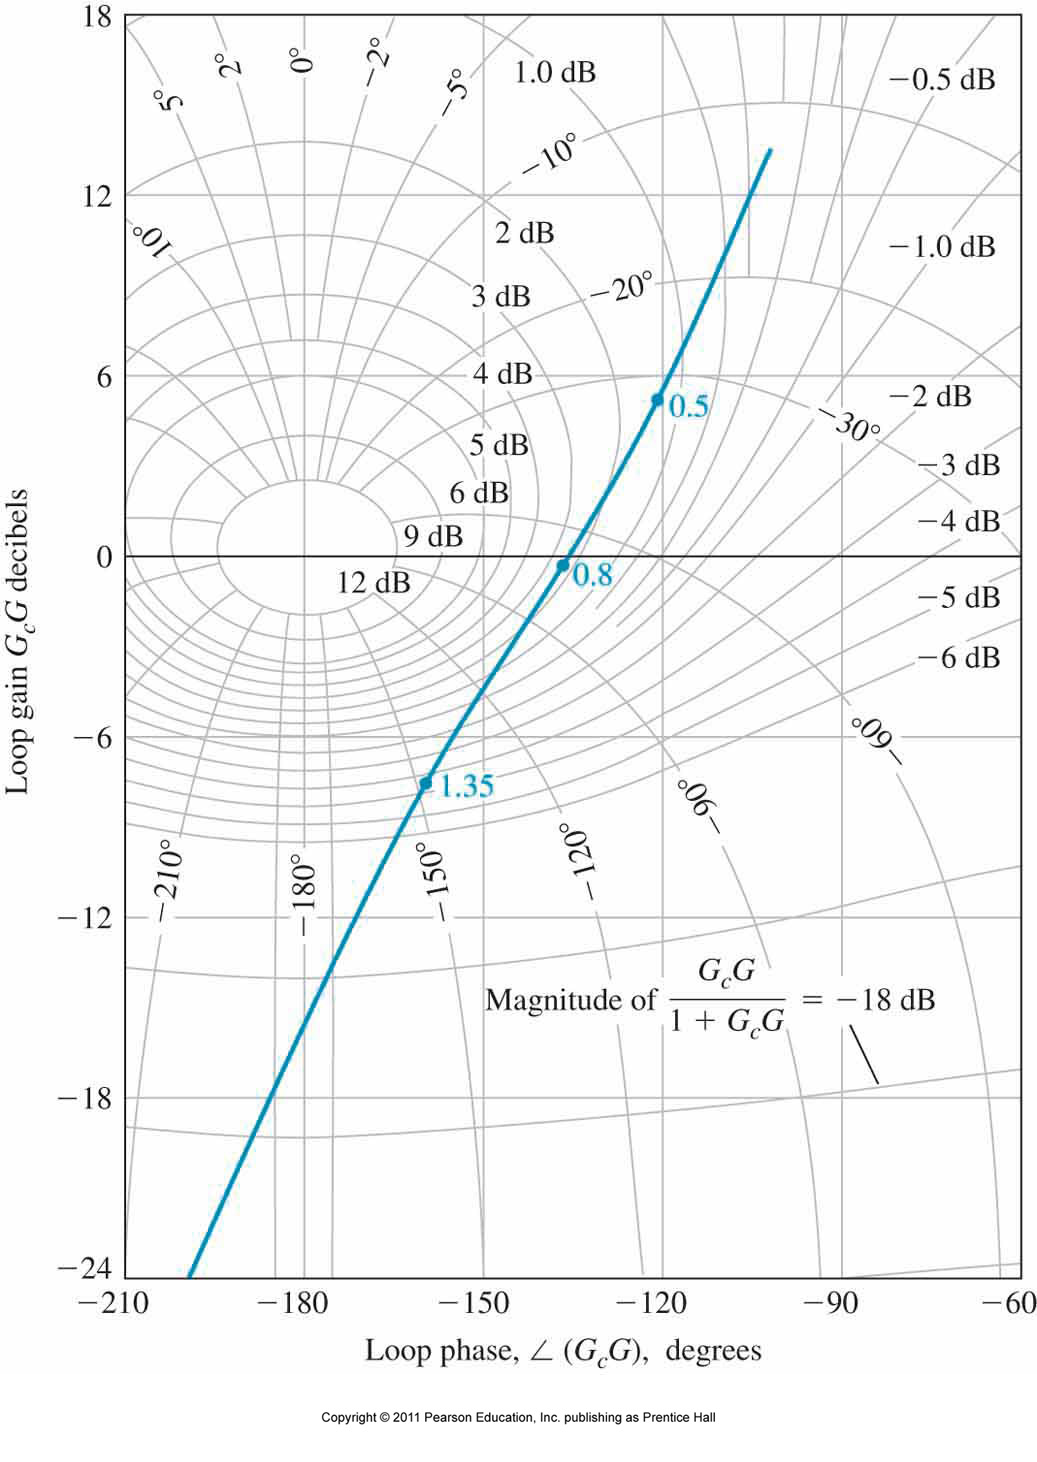 18
12
6
0
−6
−12
−18
−24
Loop gain GcG decibels
5°
2°
0°
−2°
−5°
1.0 dB
−0.5 dB
−10°
10°
2 dB
−1.0 dB
−20°
3 dB
4 dB
−2 dB
0.5
−30°
5 dB
−3 dB
6 dB
−4 dB
9 dB
12 dB
0.8
−5 dB
−6 dB
−60°
1.35
−90°
−120°
−150°
−180°
−210°
Magnitude of GcG / 1 + GcG = −18 dB
−210
−180
−150
−120
−90
−60
Loop phase, ∠ (GcG), degrees
Copyright © 2011 Pearson Education, Inc. publishing as Prentice Hall